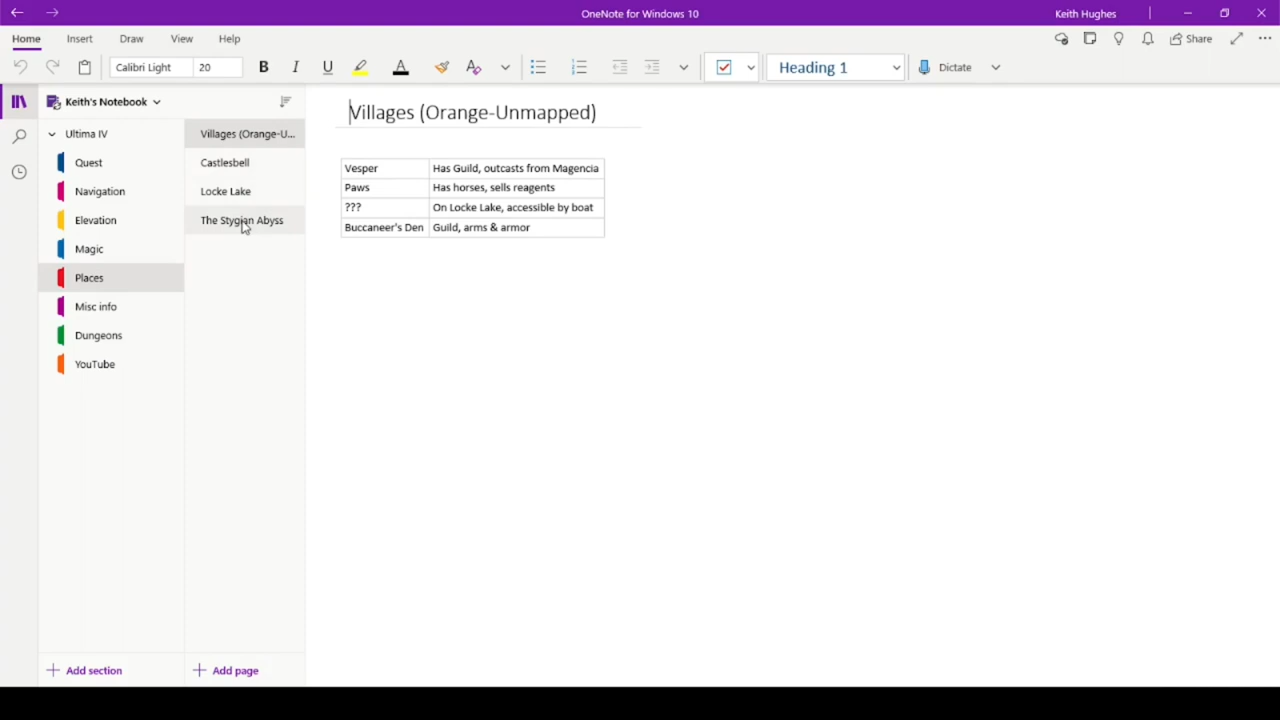 OneNote for Windows 10
Keith Hughes
Home Insert Draw View Help
Share
Calibri Light 20 B I U A Heading 1 Dictate
Keith's Notebook
Ultima IV
Quest
Navigation
Elevation
Magic
Places
Misc info
Dungeons
YouTube
Add section
Villages (Orange-U...
Castlesbell
Locke Lake
The Stygian Abyss
Add page
Villages (Orange-Unmapped)
Vesper Has Guild, outcasts from Magencia
Paws Has horses, sells reagents
??? On Locke Lake, accessible by boat
Buccaneer's Den Guild, arms & armor